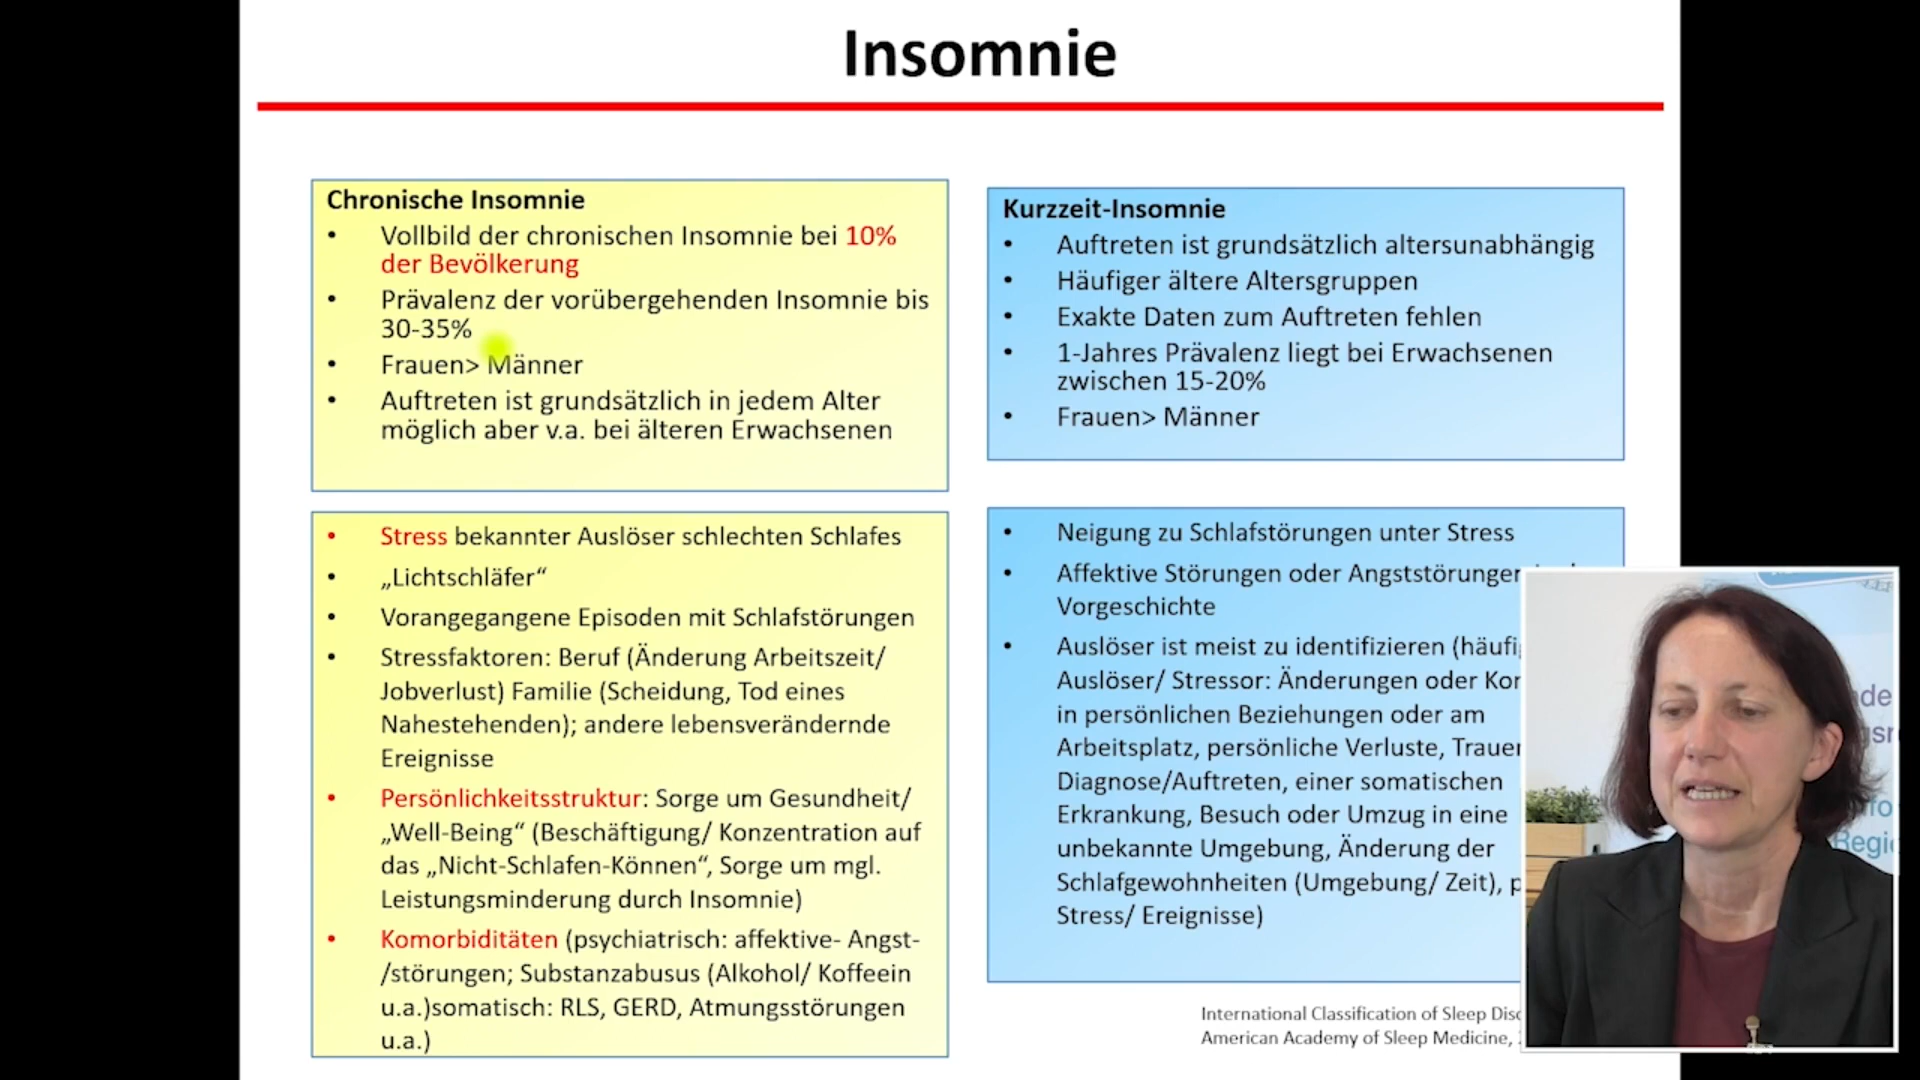 Insomnie
Chronische Insomnie
• Vollbild der chronischen Insomnie bei 10%
der Bevölkerung
• Prävalenz der vorübergehenden Insomnie bis
30-35%
• Frauen> Männer
• Auftreten ist grundsätzlich in jedem Alter
möglich aber v.a. bei älteren Erwachsenen
Kurzzeit-Insomnie
• Auftreten ist grundsätzlich altersunabhängig
• Häufiger ältere Altersgruppen
• Exakte Daten zum Auftreten fehlen
• 1-Jahres Prävalenz liegt bei Erwachsenen
zwischen 15-20%
• Frauen> Männer
• Stress bekannter Auslöser schlechten Schlafes
• „Lichtschläfer“
• Vorangegangene Episoden mit Schlafstörungen
• Stressfaktoren: Beruf (Änderung Arbeitszeit/
Jobverlust) Familie (Scheidung, Tod eines
Nahestehenden); andere lebensverändernde
Ereignisse
• Persönlichkeitsstruktur: Sorge um Gesundheit/
„Well-Being“ (Beschäftigung/ Konzentration auf
das „Nicht-Schlafen-Können“, Sorge um mgl.
Leistungsminderung durch Insomnie)
• Komorbiditäten (psychiatrisch: affektive- Angst-
/störungen; Substanzabusus (Alkohol/ Koffeein
u.a.)somatisch: RLS, GERD, Atmungsstörungen
u.a.)
• Neigung zu Schlafstörungen unter Stress
• Affektive Störungen oder Angststörungen
Vorgeschichte
• Auslöser ist meist zu identifizieren
Auslöser/ Stressor: Änderungen oder
in persönlichen Beziehungen oder am
Arbeitsplatz, persönliche Verluste, Trauer
Diagnose/Auftreten, einer somatischen
Erkrankung, Besuch oder Umzug in eine
unbekannte Umgebung, Änderung der
Schlafgewohnheiten (Umgebung/ Zeit),
Stress/ Ereignisse)
International Classification of Sleep
American Academy of Sleep Medicine,